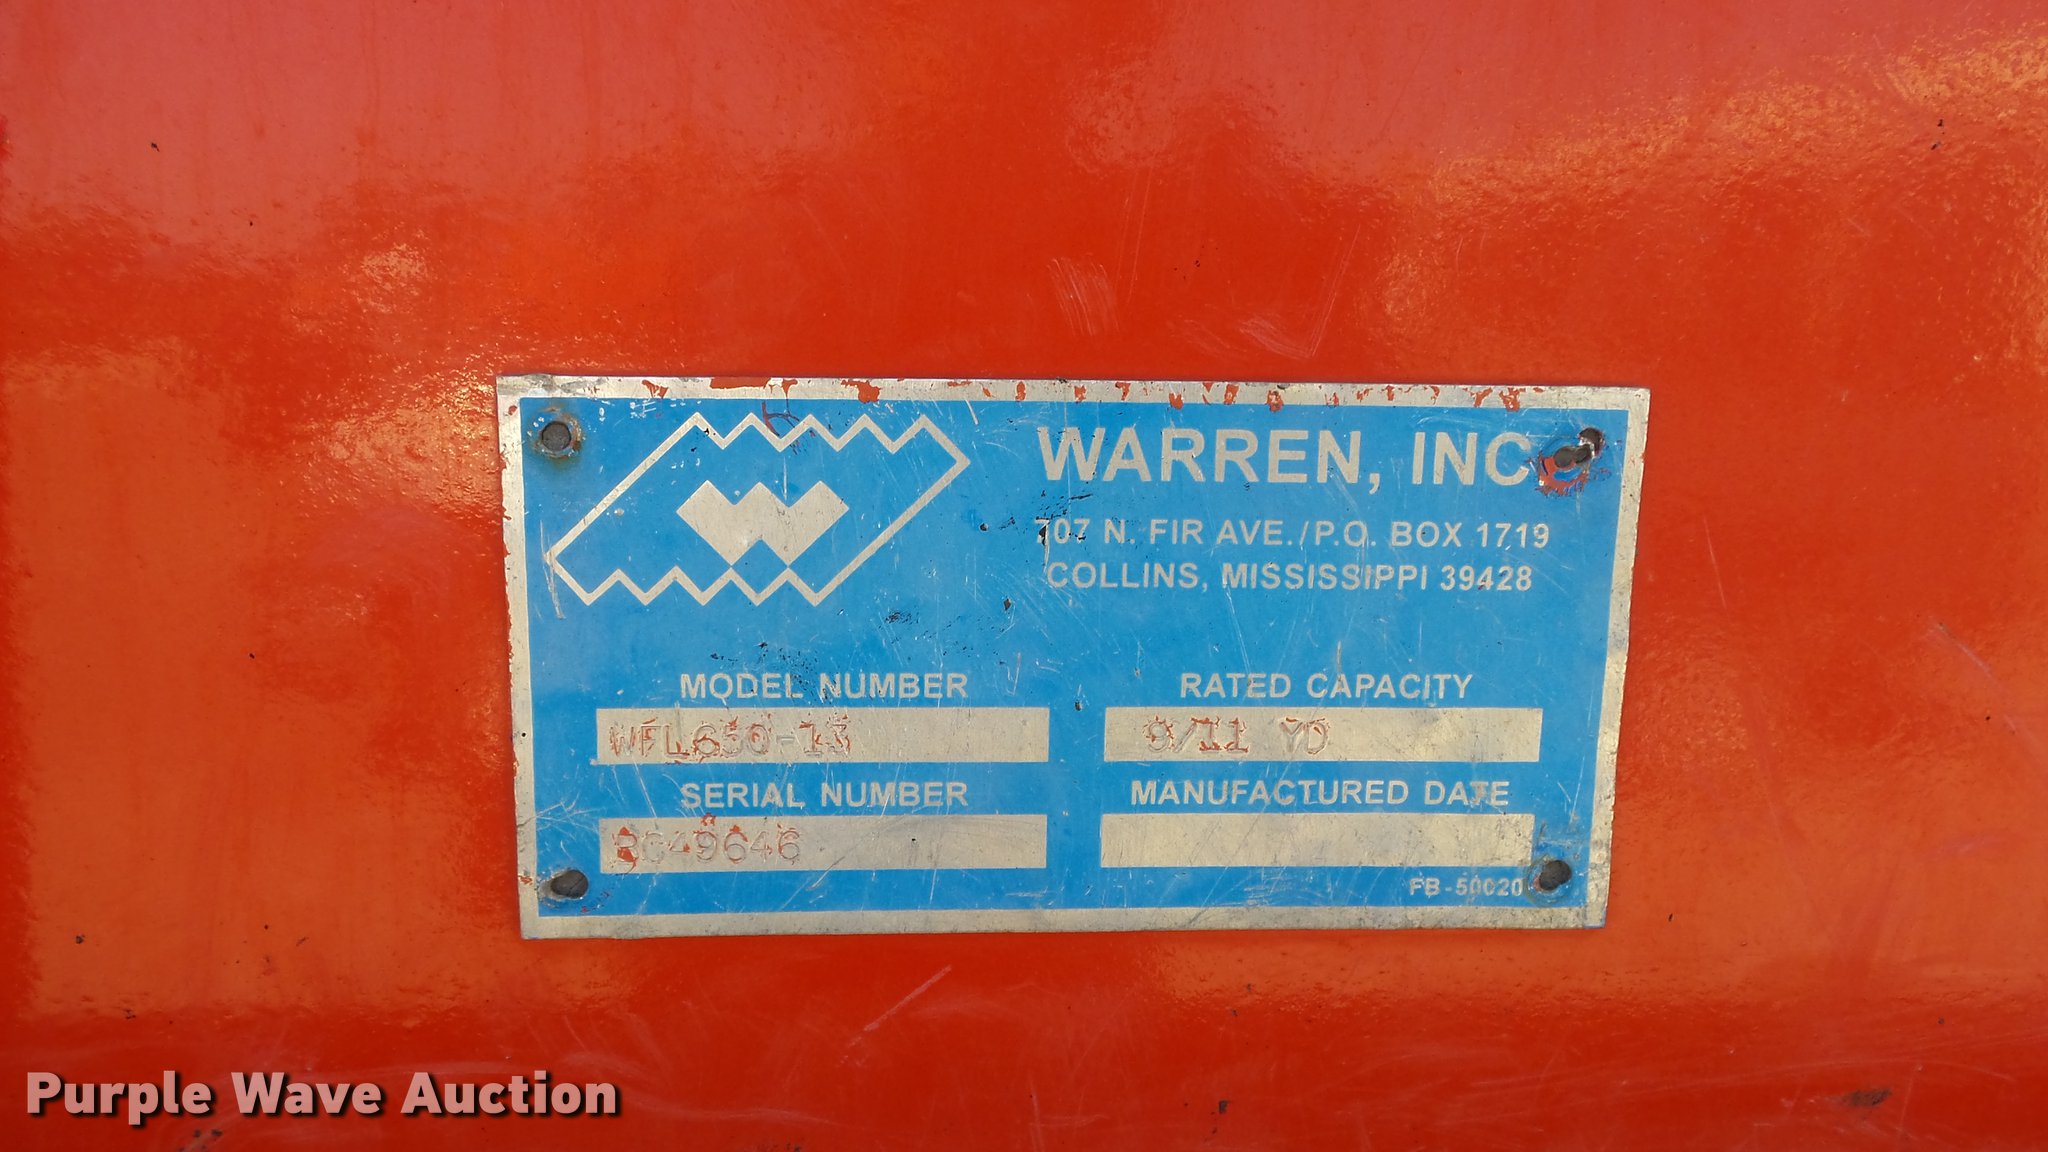 WARREN, INC.
707 N. FIR AVE./P.O. BOX 1719
COLLINS, MISSISSIPPI 39428
MODEL NUMBER
RATED CAPACITY
WFL650-13
9/11 YD
SERIAL NUMBER
MANUFACTURED DATE
FB-50020
Purple Wave Auction